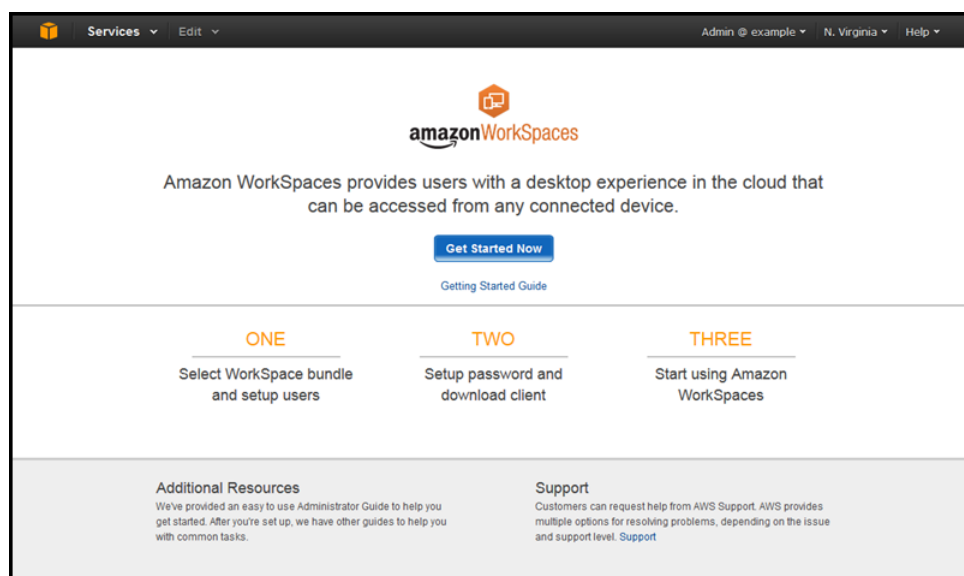 Services Edit Admin @ example N. Virginia Help
amazon WorkSpaces
Amazon WorkSpaces provides users with a desktop experience in the cloud that
can be accessed from any connected device.
Get Started Now
Getting Started Guide
ONE
Select WorkSpace bundle
and setup users
TWO
Setup password and
download client
THREE
Start using Amazon
WorkSpaces
Additional Resources
We've provided an easy to use Administrator Guide to help you
get started. After you're set up, we have other guides to help you
with common tasks.
Support
Customers can request help from AWS Support. AWS provides
multiple options for resolving problems, depending on the issue
and support level. Support